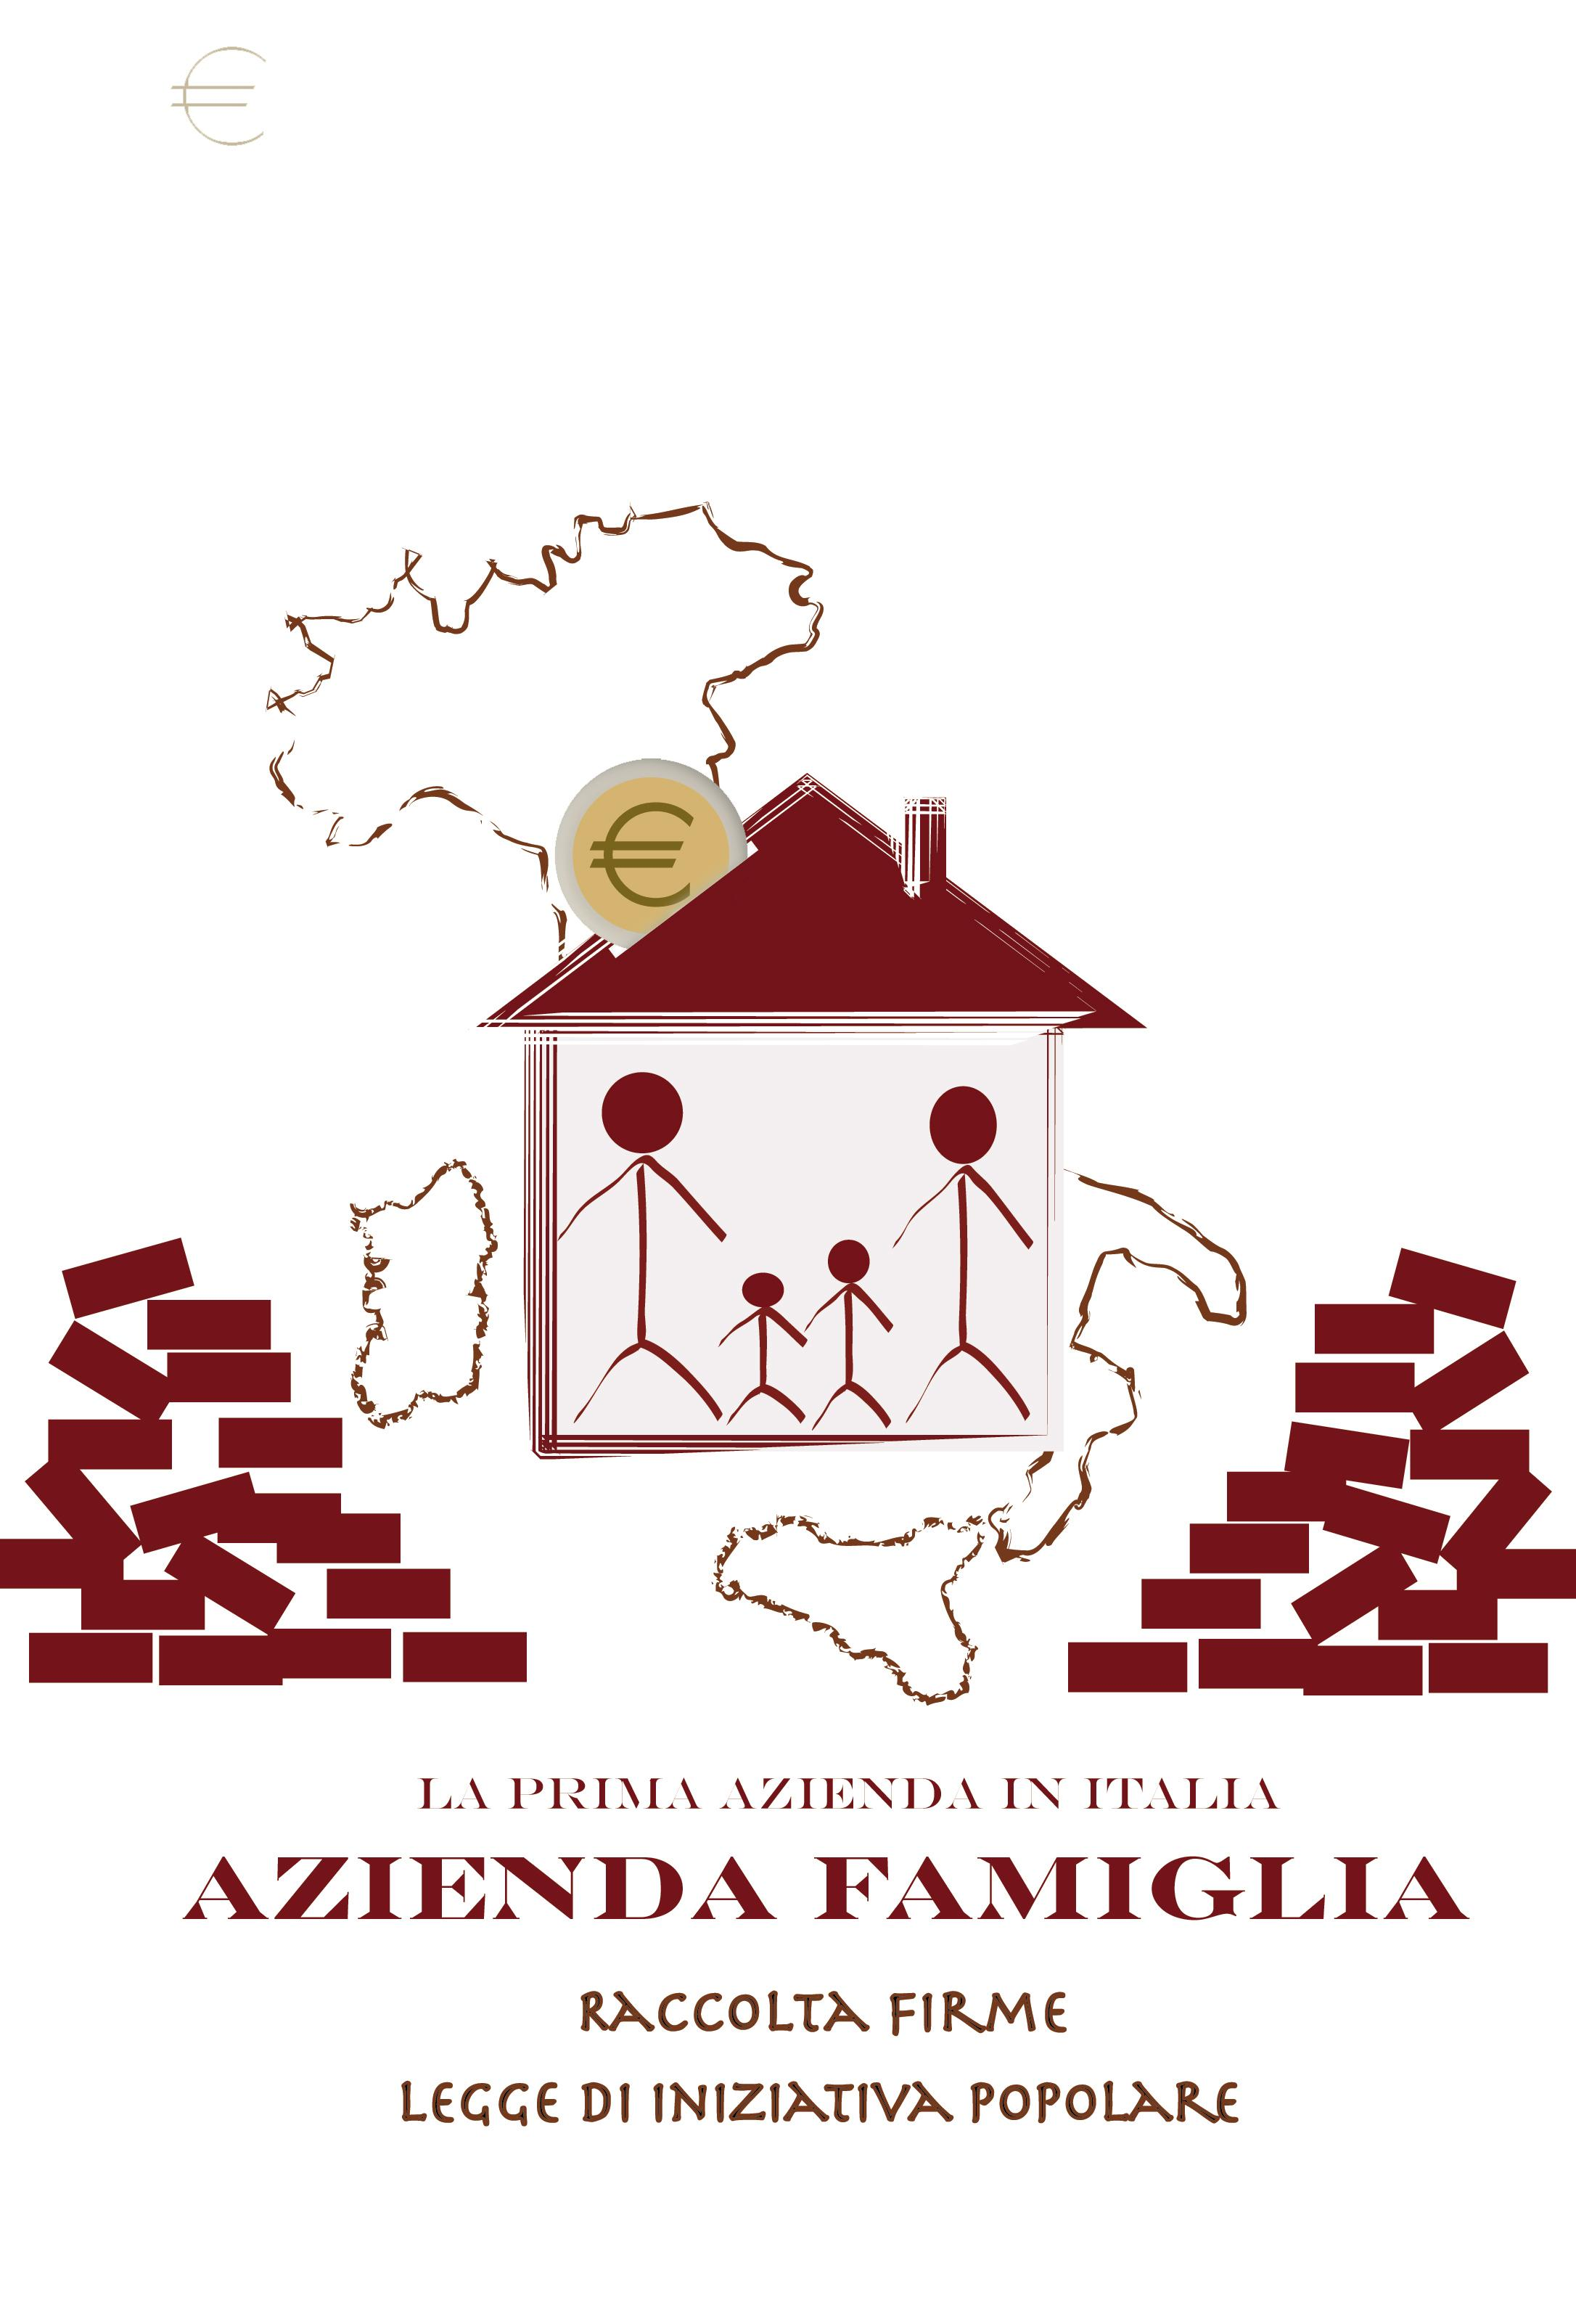 €
€
LA PRIMA AZIENDA IN ITALIA
AZIENDA FAMIGLIA
RACCOLTA FIRME
LEGGE DI INIZIATIVA POPOLARE